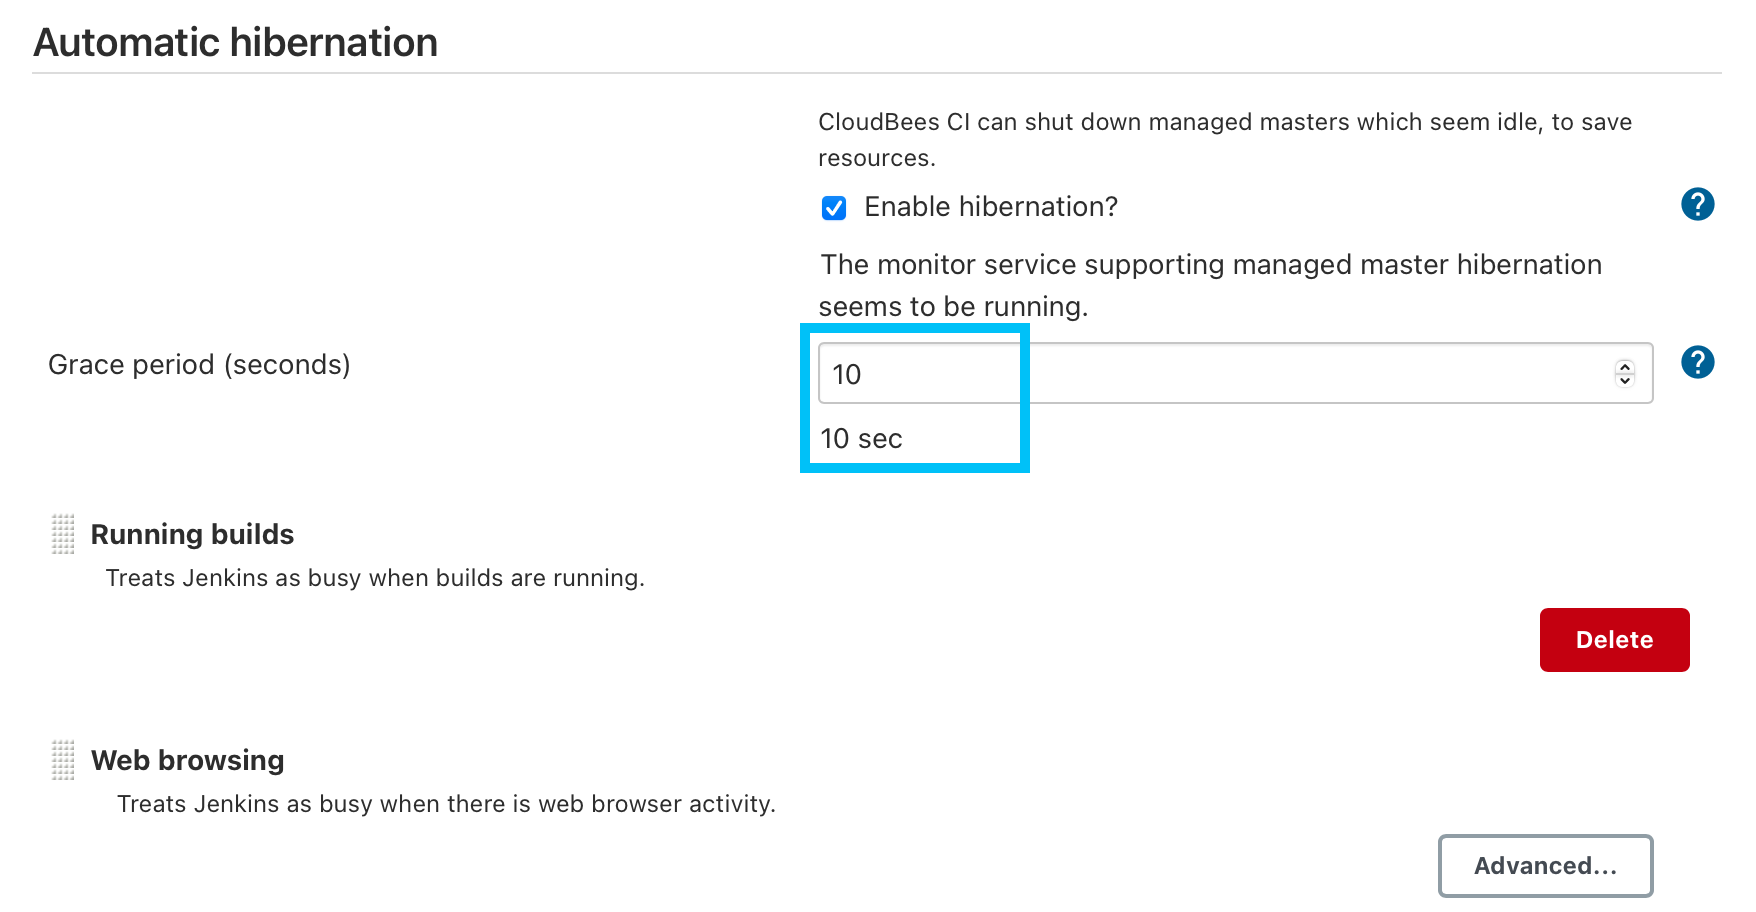 Automatic hibernation
CloudBees CI can shut down managed masters which seem idle, to save
resources.
Enable hibernation?
?
The monitor service supporting managed master hibernation
seems to be running.
Grace period (seconds)
10
?
10 sec
Running builds
Treats Jenkins as busy when builds are running.
Delete
Web browsing
Treats Jenkins as busy when there is web browser activity.
Advanced...